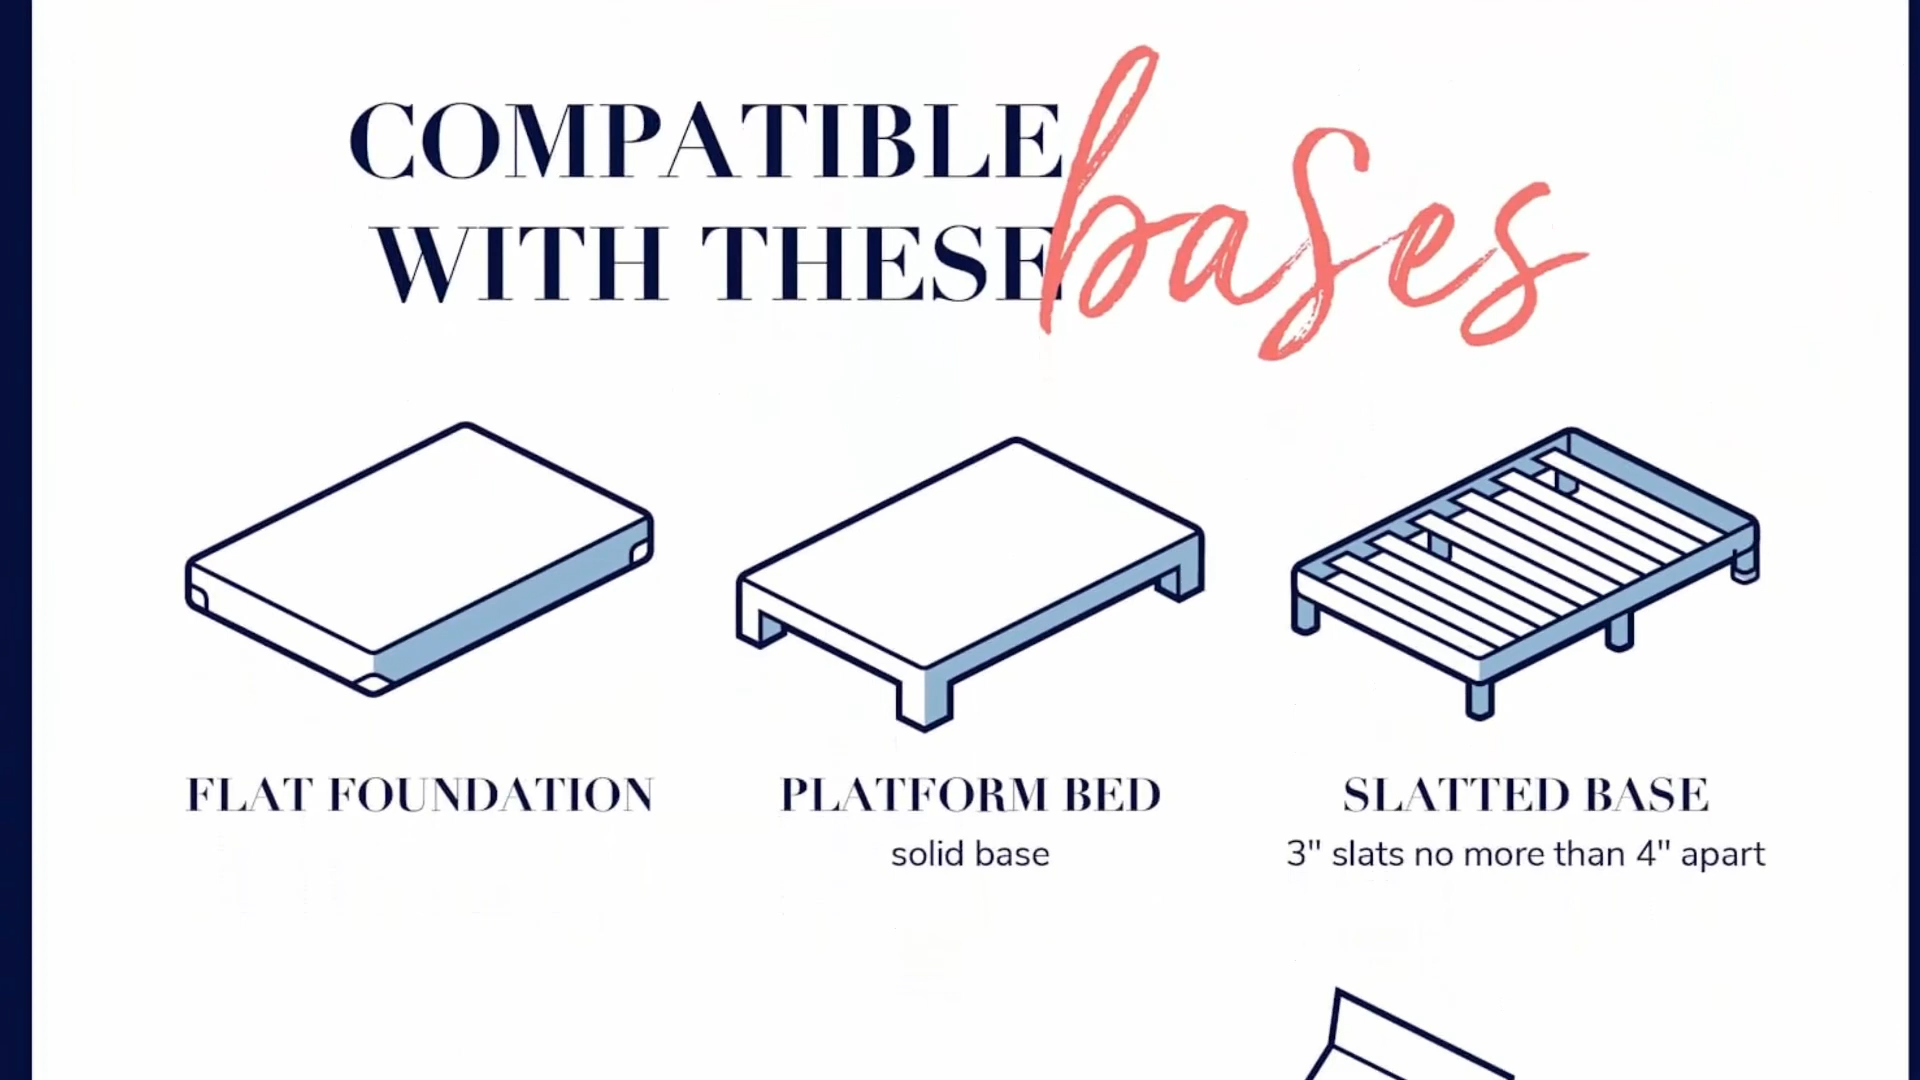 COMPATIBLE
WITH THESE bases
FLAT FOUNDATION
PLATFORM BED
solid base
SLATTED BASE
3" slats no more than 4" apart